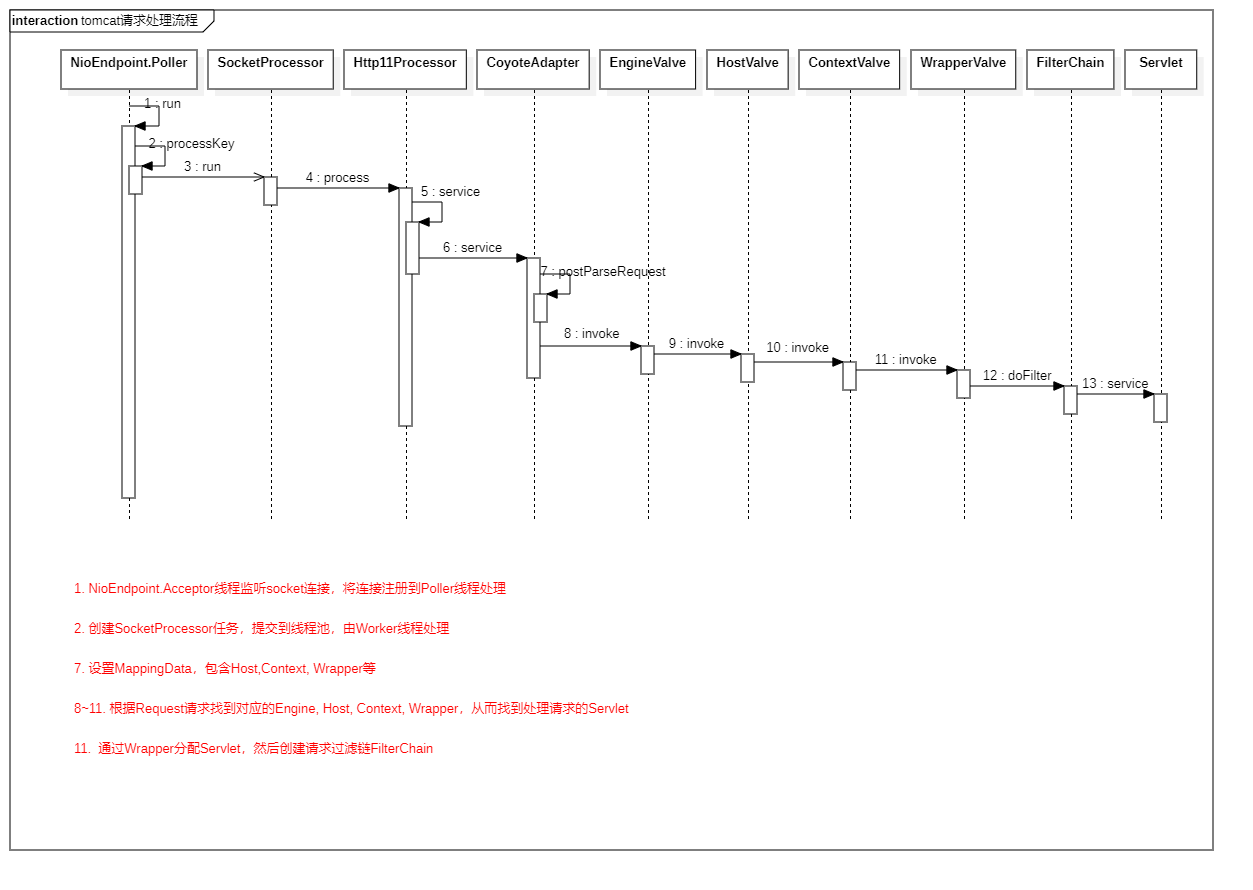 interaction tomcat请求处理流程
NioEndpoint.Poller
SocketProcessor
Http11Processor
CoyoteAdapter
EngineValve
HostValve
ContextValve
WrapperValve
FilterChain
Servlet
1 : run
2 : processKey
3 : run
4 : process
5 : service
6 : service
7 : postParseRequest
8 : invoke
9 : invoke
10 : invoke
11 : invoke
12 : doFilter
13 : service
1. NioEndpoint.Acceptor线程监听socket连接，将连接注册到Poller线程处理
2. 创建SocketProcessor任务，提交到线程池，由Worker线程处理
7. 设置MappingData，包含Host,Context, Wrapper等
8~11. 根据Request请求找到对应的Engine, Host, Context, Wrapper，从而找到处理请求的Servlet
11. 通过Wrapper分配Servlet，然后创建请求过滤链FilterChain